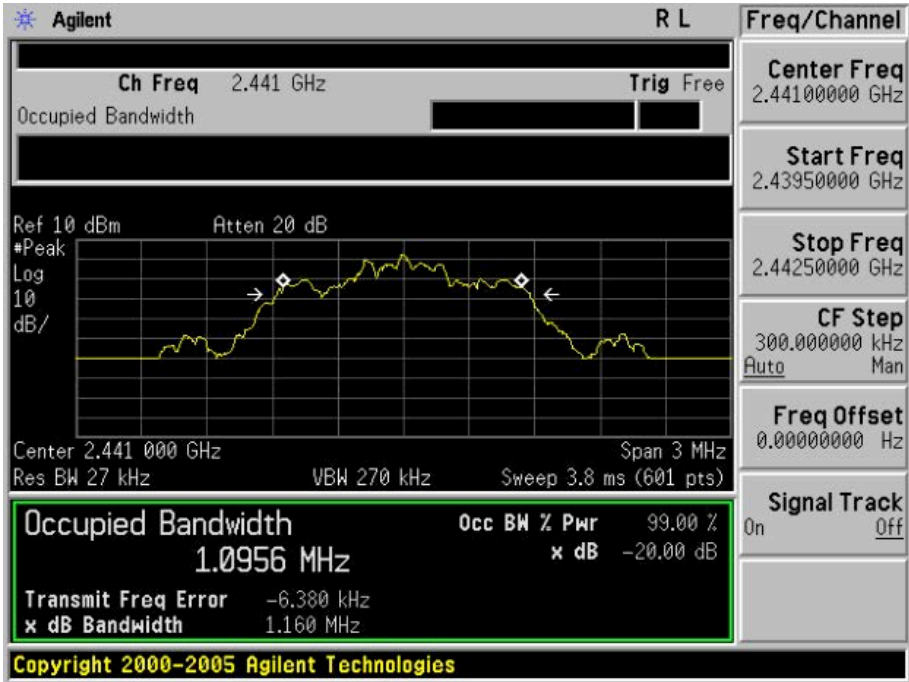 Agilent R L
Freq/Channel
Ch Freq 2.441 GHz Trig Free
Occupied Bandwidth
Center Freq
2.44100000 GHz
Start Freq
2.43950000 GHz
Stop Freq
2.44250000 GHz
CF Step
300.000000 kHz
Auto Man
Freq Offset
0.00000000 Hz
Signal Track
On Off
Ref 10 dBm Atten 20 dB
#Peak
Log
10
dB/
Center 2.441 000 GHz Span 3 MHz
Res BW 27 kHz VBW 270 kHz Sweep 3.8 ms (601 pts)
Occupied Bandwidth Occ BW % Pwr 99.00 %
1.0956 MHz x dB -20.00 dB
Transmit Freq Error -6.380 kHz
x dB Bandwidth 1.160 MHz
Copyright 2000-2005 Agilent Technologies